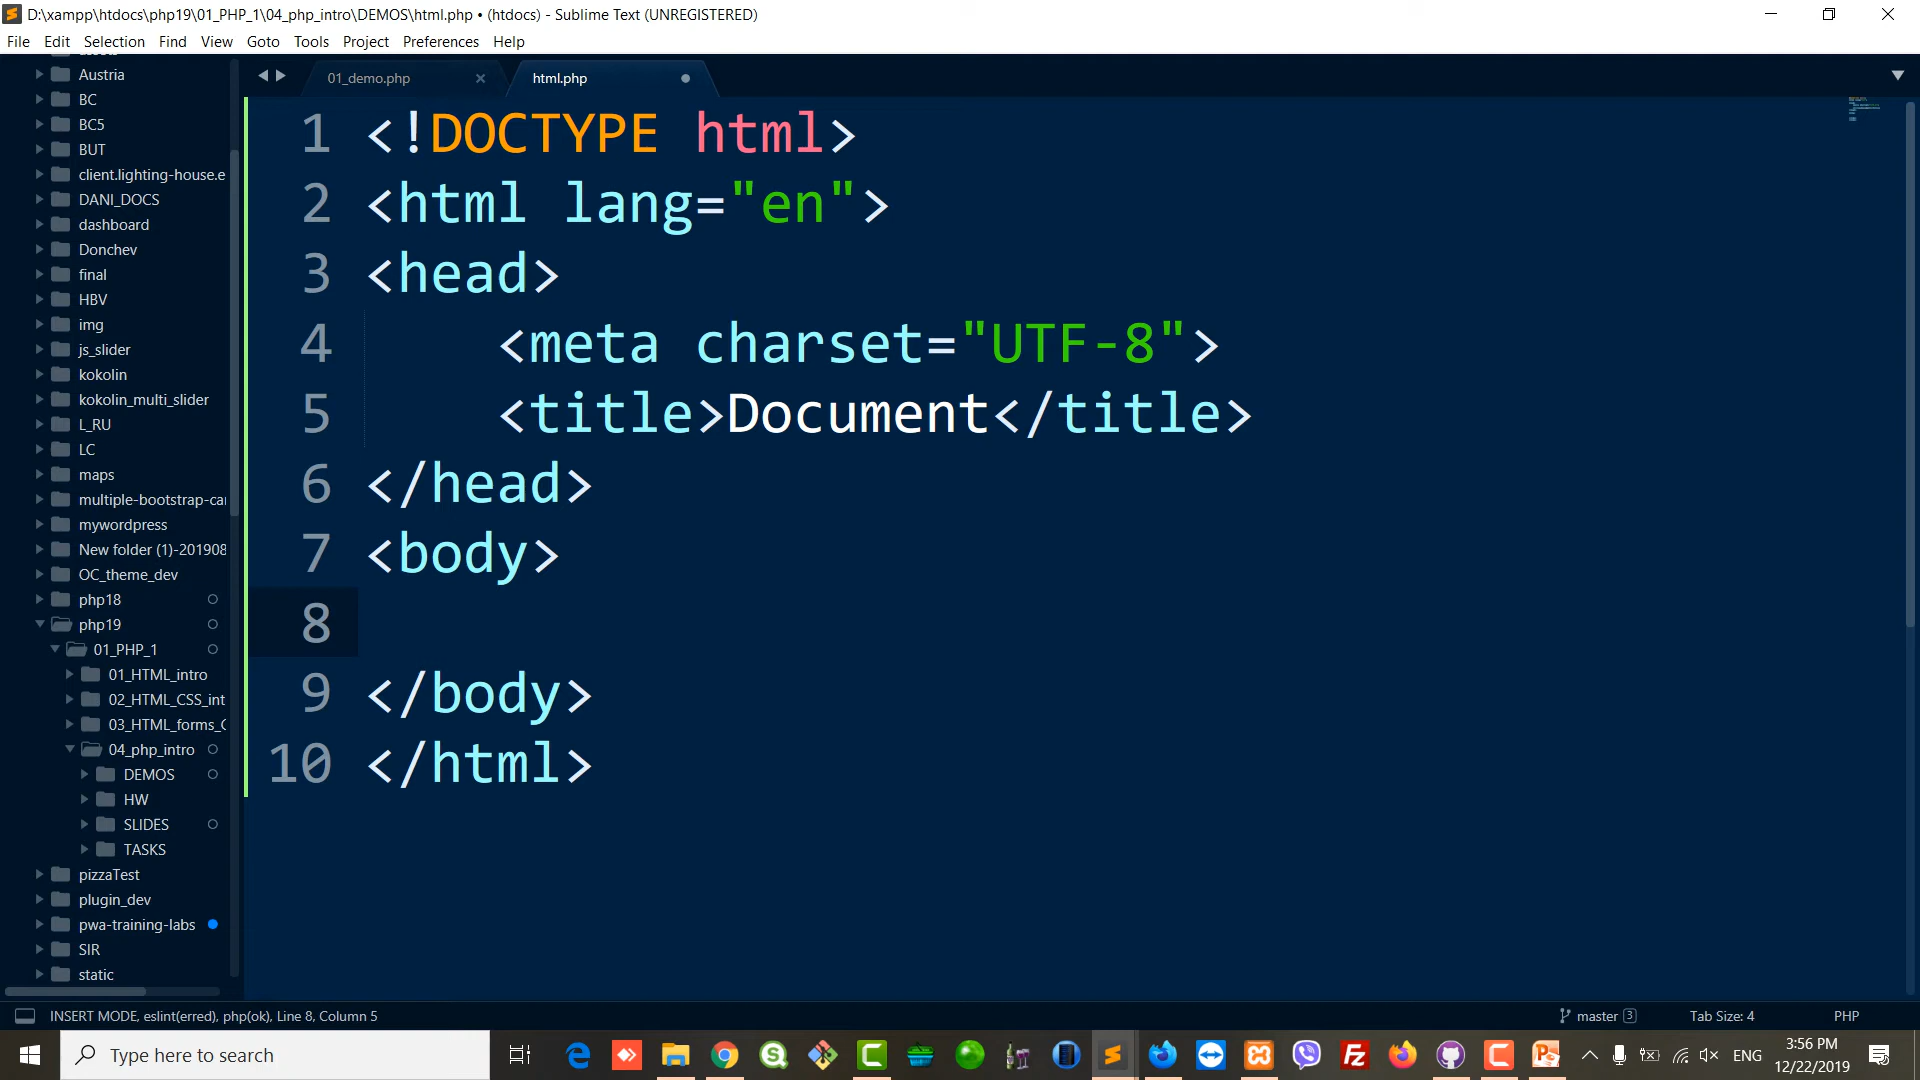 D:\xampp\htdocs\php19\01_PHP_1\04_php_intro\DEMOS\html.php • (htdocs) - Sublime Text (UNREGISTERED)
File Edit Selection Find View Goto Tools Project Preferences Help
01_demo.php
html.php
Austria
BC
BC5
BUT
client.lighting-house.e
DANI_DOCS
dashboard
Donchev
final
HBV
img
js_slider
kokolin
kokolin_multi_slider
L_RU
LC
maps
multiple-bootstrap-car
mywordpress
New folder (1)-201908
OC_theme_dev
php18
php19
01_PHP_1
01_HTML_intro
02_HTML_CSS_int
03_HTML_forms_C
04_php_intro
DEMOS
HW
SLIDES
TASKS
pizzaTest
plugin_dev
pwa-training-labs
SIR
static
1 <!DOCTYPE html>
2 <html lang="en">
3 <head>
4 <meta charset="UTF-8">
5 <title>Document</title>
6 </head>
7 <body>
8
9 </body>
10 </html>
INSERT MODE, eslint(erred), php(ok), Line 8, Column 5
master 3
Tab Size: 4
PHP
Type here to search
ENG
3:56 PM
12/22/2019